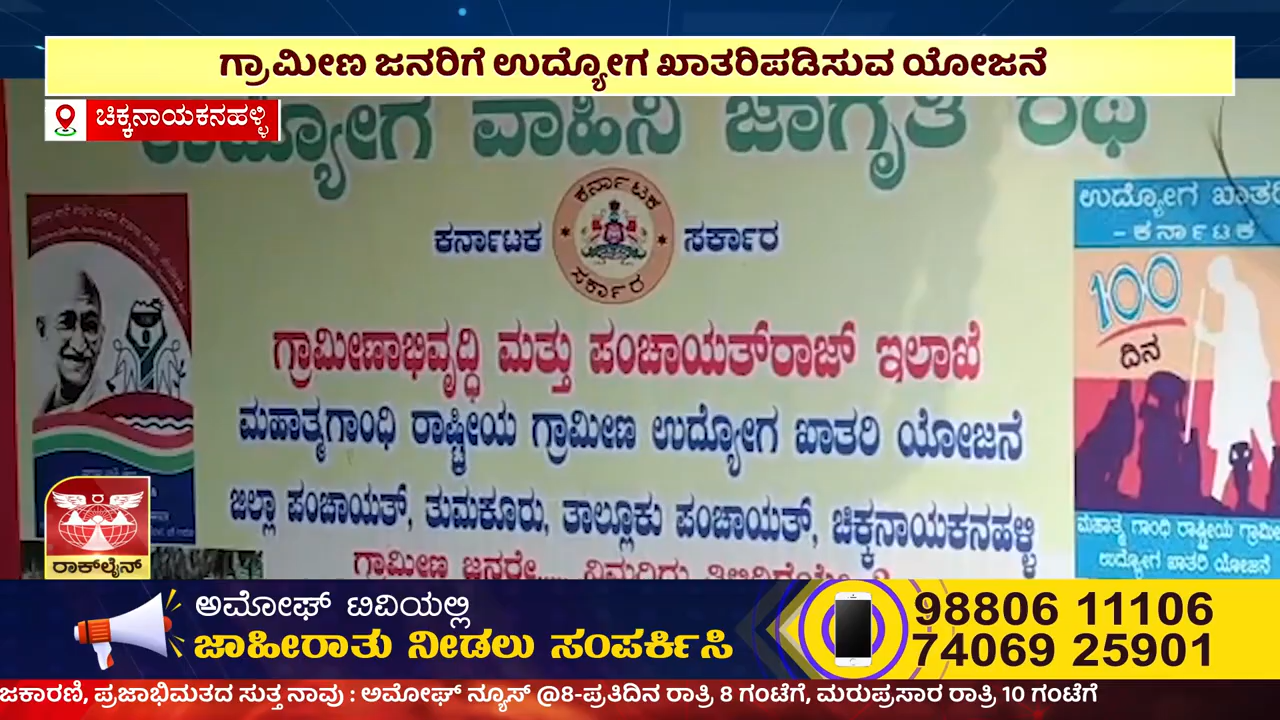 ಗ್ರಾಮೀಣ ಜನರಿಗೆ ಉದ್ಯೋಗ ಖಾತರಿಪಡಿಸುವ ಯೋಜನೆ
ಚಿಕ್ಕನಾಯಕನಹಳ್ಳಿ
ವಾಹಿನಿ ಜಾಗೃತಿ ರಥ
ಕರ್ನಾಟಕ ಸರ್ಕಾರ
ಕರ್ನಾಟಕ
ಸರ್ಕಾರ
ಉದ್ಯೋಗ
- ಕರ್ನಾಟಕ
100
ದಿನ
ಗ್ರಾಮೀಣಾಭಿವೃದ್ಧಿ ಮತ್ತು ಪಂಚಾಯತ್‌ರಾಜ್ ಇಲಾಖೆ
ಮಹಾತ್ಮಗಾಂಧಿ ರಾಷ್ಟ್ರೀಯ ಗ್ರಾಮೀಣ ಉದ್ಯೋಗ ಖಾತರಿ ಯೋಜನೆ
ಜಿಲ್ಲಾ ಪಂಚಾಯತ್, ತುಮಕೂರು, ತಾಲ್ಲೂಕು ಪಂಚಾಯತ್, ಚಿಕ್ಕನಾಯಕನಹಳ್ಳಿ
ಗ್ರಾಮೀಣ ಜನರೇ.....
ಮಹಾತ್ಮ ಗಾಂಧಿ ರಾಷ್ಟ್ರೀಯ
ಉದ್ಯೋಗ ಖಾತರಿ ಯೋಜನೆ
ರಾಕ್‌ಲೈನ್
ಅಮೋಘ್ ಟಿವಿಯಲ್ಲಿ
ಜಾಹೀರಾತು ನೀಡಲು ಸಂಪರ್ಕಿಸಿ
98806 11106
74069 25901
ಜಕಾರಣಿ, ಪ್ರಜಾಭಿಮತದ ಸುತ್ತ ನಾವು : ಅಮೋಘ್ ನ್ಯೂಸ್ @8-ಪ್ರತಿದಿನ ರಾತ್ರಿ 8 ಗಂಟೆಗೆ, ಮರುಪ್ರಸಾರ ರಾತ್ರಿ 10 ಗಂಟೆಗೆ